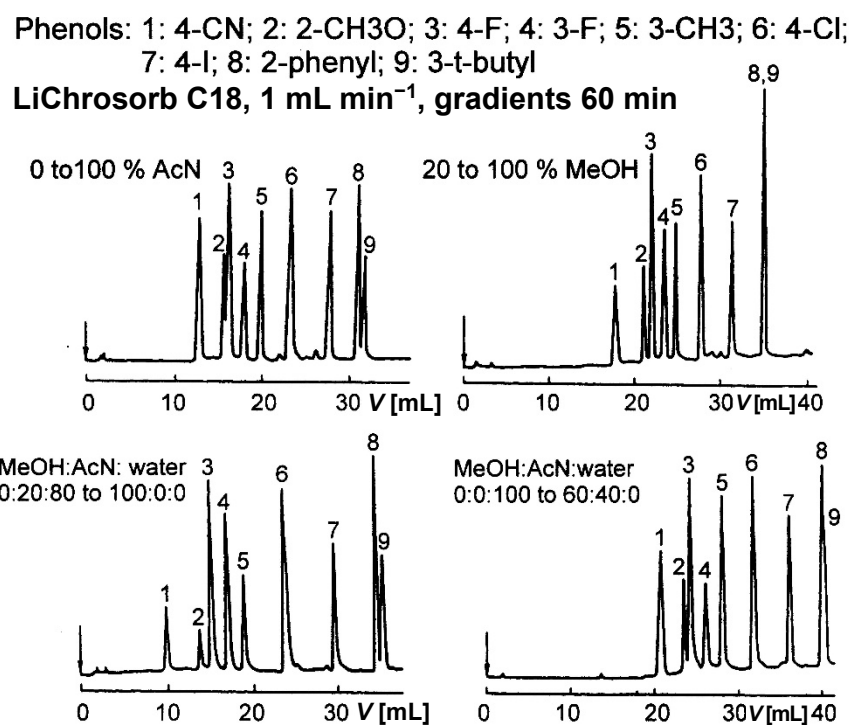 Phenols: 1: 4-CN; 2: 2-CH3O; 3: 4-F; 4: 3-F; 5: 3-CH3; 6: 4-Cl;
7: 4-I; 8: 2-phenyl; 9: 3-t-butyl
LiChrosorb C18, 1 mL min⁻¹, gradients 60 min
0 to100 % AcN
1 2 3 4 5 6 7 8 9
0 10 20 30 V [mL]
20 to 100 % MeOH
1 2 3 4 5 6 7 8,9
0 10 20 30 V [mL] 40
MeOH:AcN: water
0:20:80 to 100:0:0
1 2 3 4 5 6 7 8 9
0 10 20 30 V [mL]
MeOH:AcN:water
0:0:100 to 60:40:0
1 2 3 4 5 6 7 8 9
0 10 20 30 V[mL] 40